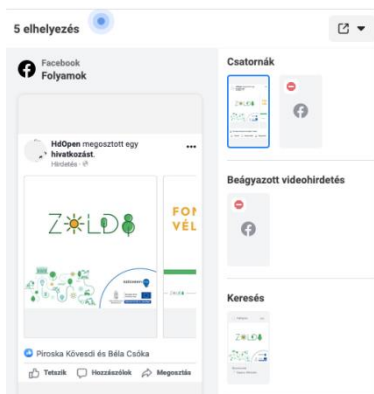 5 elhelyezés
Facebook
Folyamok
HdOpen megosztott egy
hivatkozást.
Hirdetés ·
ZöLD
FON
VÉL
SZÉCHENYI
Piroska Kövesdi és Béla Csóka
Tetszik
Hozzászólok
Megosztás
Csatornák
Beágyazott videohirdetés
Keresés